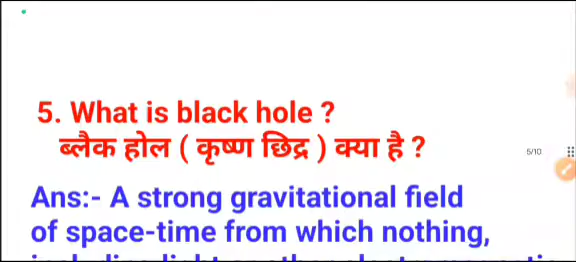 5. What is black hole ?
ब्लैक होल ( कृष्ण छिद्र ) क्या है ?
5/10
Ans:- A strong gravitational field
of space-time from which nothing,